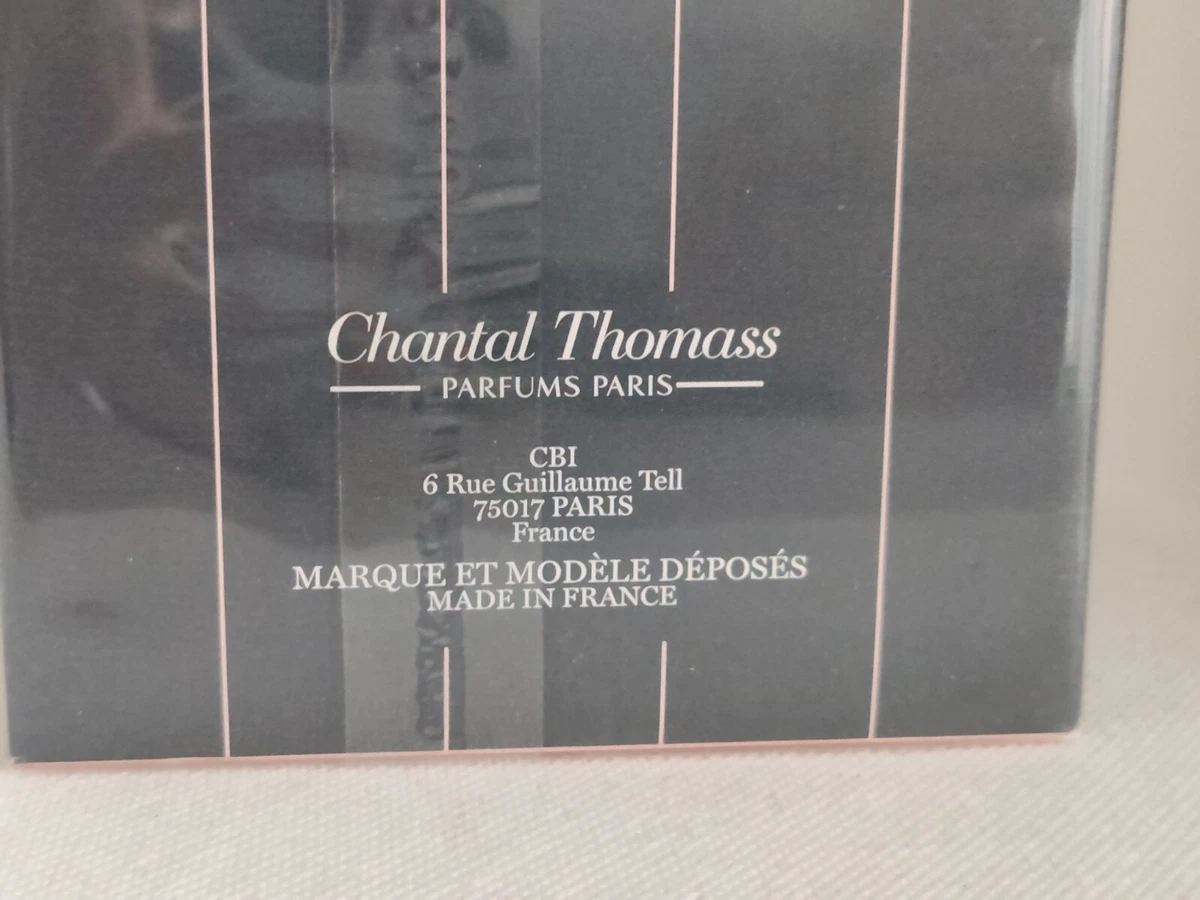 Chantal Thomass
PARFUMS PARIS
CBI
6 Rue Guillaume Tell
75017 PARIS
France
MARQUE ET MODÈLE DÉPOSÉS
MADE IN FRANCE